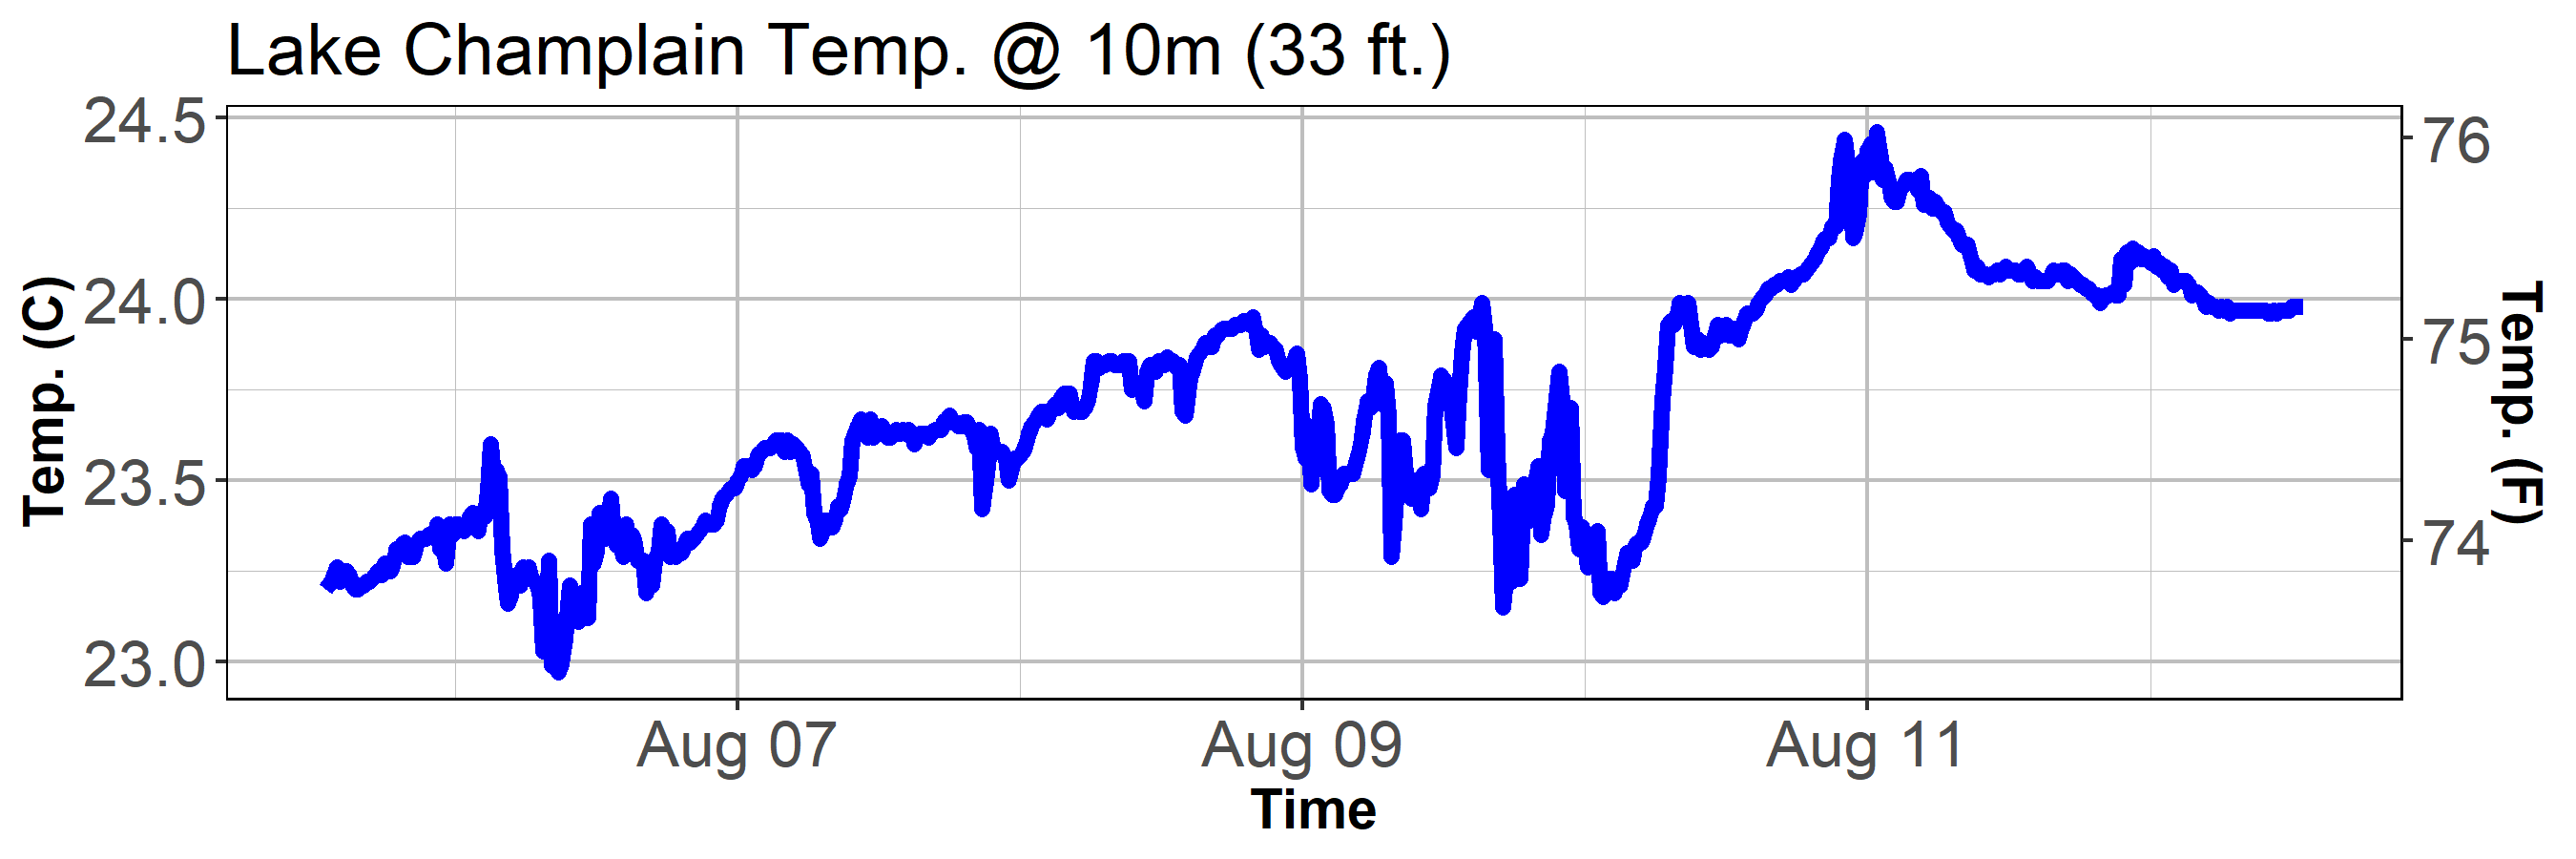 Lake Champlain Temp. @ 10m (33 ft.)
24.5
24.0
23.5
23.0
Temp. (C)
76
75
74
Temp. (F)
Aug 07 Aug 09 Aug 11
Time